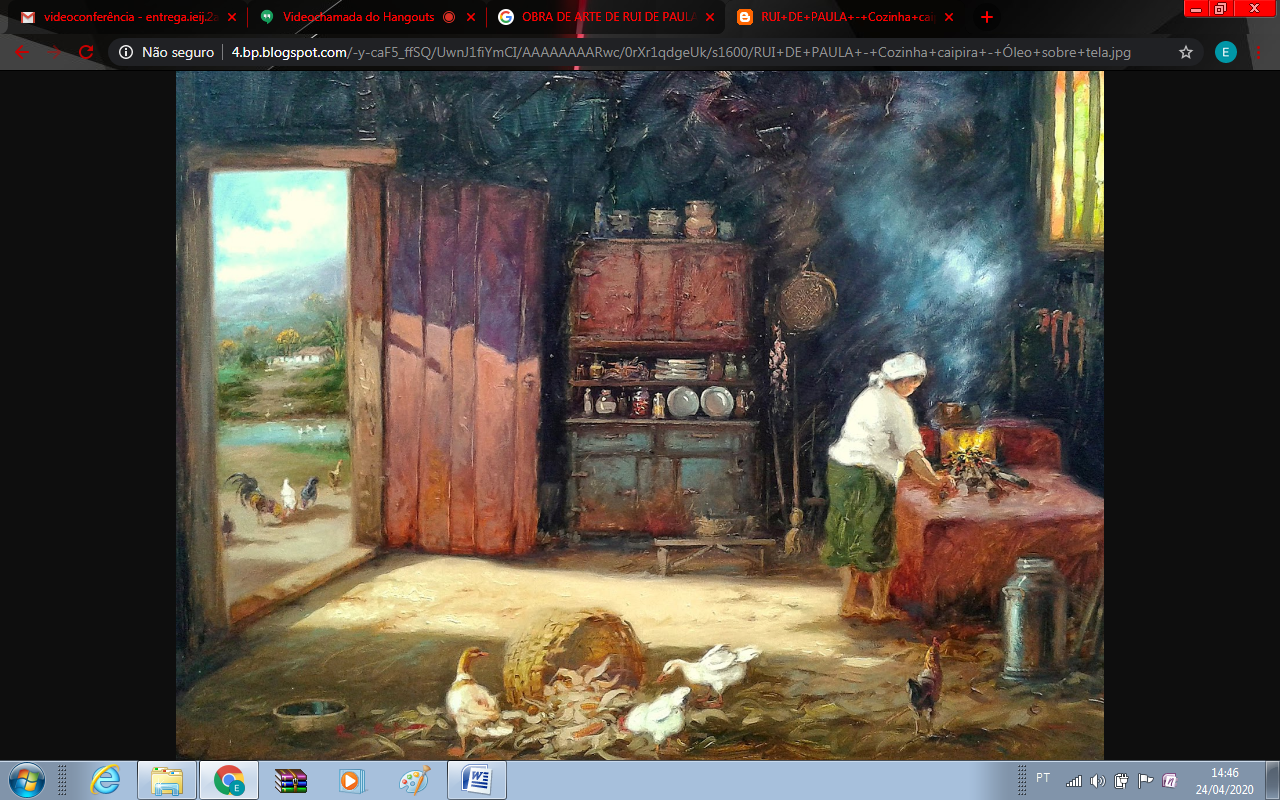 videoconferência - entrega.ieij.2a
Videochamada do Hangouts
OBRA DE ARTE DE RUI DE PAULA
RUI+DE+PAULA+-+Cozinha+cai
Não seguro
4.bp.blogspot.com/-y-caF5_ffSQ/UwnJ1fiYmCI/AAAAAAAARwc/0rXr1qdgeUk/s1600/RUI+DE+PAULA+-+Cozinha+caipira+-+Óleo+sobre+tela.jpg
E
E
PT
14:46
24/04/2020